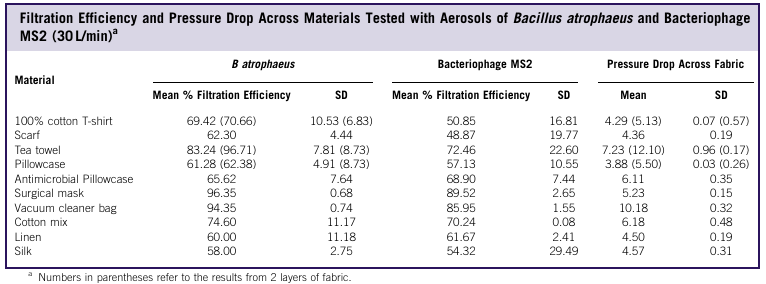 Filtration Efficiency and Pressure Drop Across Materials Tested with Aerosols of Bacillus atrophaeus and Bacteriophage
MS2 (30 L/min)a
B atrophaeus Bacteriophage MS2 Pressure Drop Across Fabric
Material
Mean % Filtration Efficiency SD Mean % Filtration Efficiency SD Mean SD
100% cotton T-shirt 69.42 (70.66) 10.53 (6.83) 50.85 16.81 4.29 (5.13) 0.07 (0.57)
Scarf 62.30 4.44 48.87 19.77 4.36 0.19
Tea towel 83.24 (96.71) 7.81 (8.73) 72.46 22.60 7.23 (12.10) 0.96 (0.17)
Pillowcase 61.28 (62.38) 4.91 (8.73) 57.13 10.55 3.88 (5.50) 0.03 (0.26)
Antimicrobial Pillowcase 65.62 7.64 68.90 7.44 6.11 0.35
Surgical mask 96.35 0.68 89.52 2.65 5.23 0.15
Vacuum cleaner bag 94.35 0.74 85.95 1.55 10.18 0.32
Cotton mix 74.60 11.17 70.24 0.08 6.18 0.48
Linen 60.00 11.18 61.67 2.41 4.50 0.19
Silk 58.00 2.75 54.32 29.49 4.57 0.31
a Numbers in parentheses refer to the results from 2 layers of fabric.